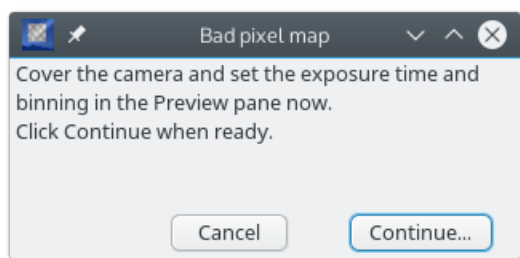 Bad pixel map
Cover the camera and set the exposure time and
binning in the Preview pane now.
Click Continue when ready.
Cancel
Continue...